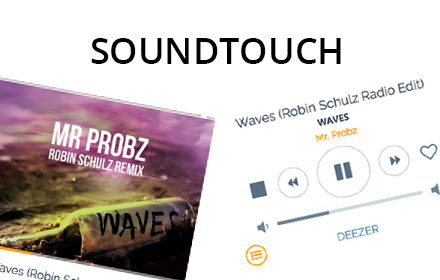 SOUNDTOUCH
MR PROBZ
ROBIN SCHULZ REMIX
WAVES
Waves (Robin Schulz Radio Edit)
WAVES
Mr. Probz
DEEZER